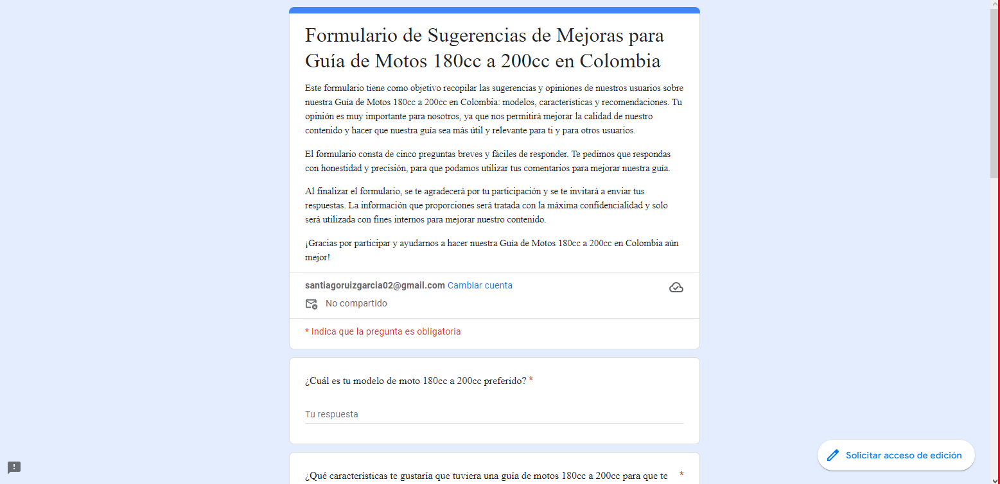 Formulario de Sugerencias de Mejoras para
Guía de Motos 180cc a 200cc en Colombia
Este formulario tiene como objetivo recopilar las sugerencias y opiniones de nuestros usuarios sobre
nuestra Guía de Motos 180cc a 200cc en Colombia: modelos, características y recomendaciones. Tu
opinión es muy importante para nosotros, ya que nos permitirá mejorar la calidad de nuestro
contenido y hacer que nuestra guía sea más útil y relevante para ti y para otros usuarios.
El formulario consta de cinco preguntas breves y fáciles de responder. Te pedimos que respondas
con honestidad y precisión, para que podamos utilizar tus comentarios para mejorar nuestra guía.
Al finalizar el formulario, se te agradecerá por tu participación y se te invitará a enviar tus
respuestas. La información que proporciones será tratada con la máxima confidencialidad y solo
será utilizada con fines internos para mejorar nuestro contenido.
¡Gracias por participar y ayudarnos a hacer nuestra Guía de Motos 180cc a 200cc en Colombia aún
mejor!
santiagoruizgarcia02@gmail.com Cambiar cuenta
No compartido
* Indica que la pregunta es obligatoria
¿Cuál es tu modelo de moto 180cc a 200cc preferido? *
Tu respuesta
Solicitar acceso de edición
¿Qué características te gustaría que tuviera una guía de motos 180cc a 200cc para que te *